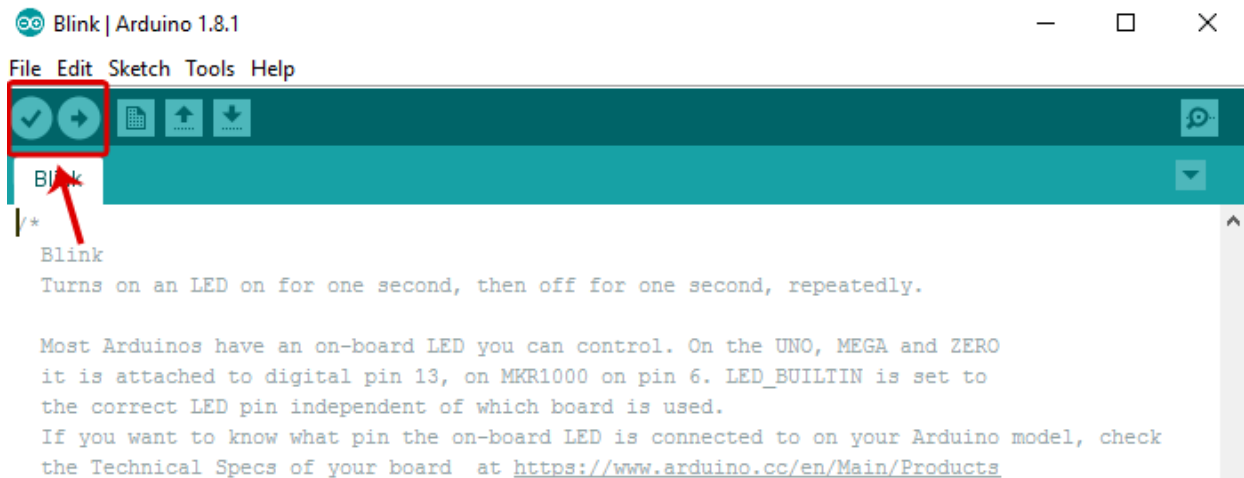 Blink | Arduino 1.8.1
File Edit Sketch Tools Help
Blink
/*
Blink
Turns on an LED on for one second, then off for one second, repeatedly.
Most Arduinos have an on-board LED you can control. On the UNO, MEGA and ZERO
it is attached to digital pin 13, on MKR1000 on pin 6. LED_BUILTIN is set to
the correct LED pin independent of which board is used.
If you want to know what pin the on-board LED is connected to on your Arduino model, check
the Technical Specs of your board at https://www.arduino.cc/en/Main/Products